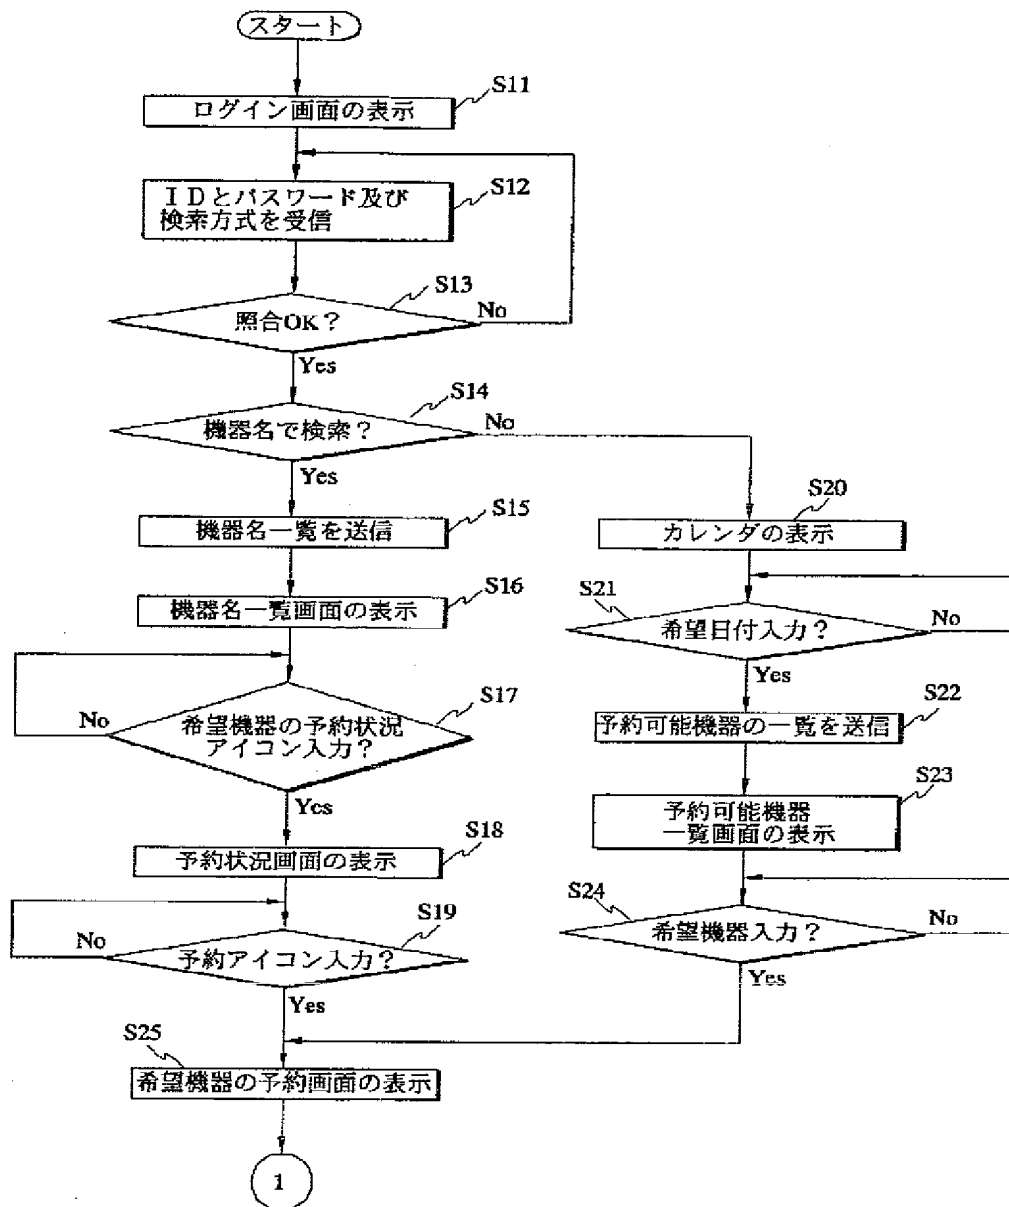 スタート
S11
ログイン画面の表示
S12
IDとパスワード及び
検索方式を受信
S13
照合OK?
No
Yes
S14
機器名で検索?
No
Yes
S15
機器名一覧を送信
S16
機器名一覧画面の表示
S17
希望機器の予約状況
アイコン入力?
No
Yes
S18
予約状況画面の表示
S19
予約アイコン入力?
No
Yes
S20
カレンダの表示
S21
希望日付入力?
No
Yes
S22
予約可能機器の一覧を送信
S23
予約可能機器
一覧画面の表示
S24
希望機器入力?
No
Yes
S25
希望機器の予約画面の表示
1